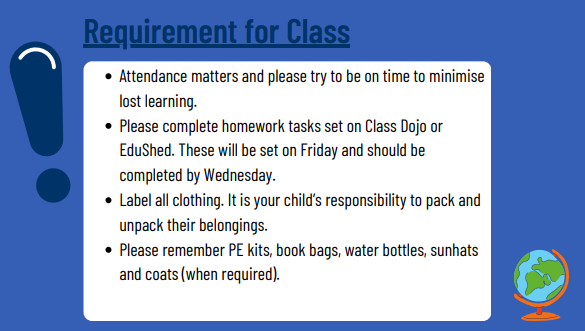 Requirement for Class
• Attendance matters and please try to be on time to minimise
lost learning.
• Please complete homework tasks set on Class Dojo or
EduShed. These will be set on Friday and should be
completed by Wednesday.
• Label all clothing. It is your child’s responsibility to pack and
unpack their belongings.
• Please remember PE kits, book bags, water bottles, sunhats
and coats (when required).